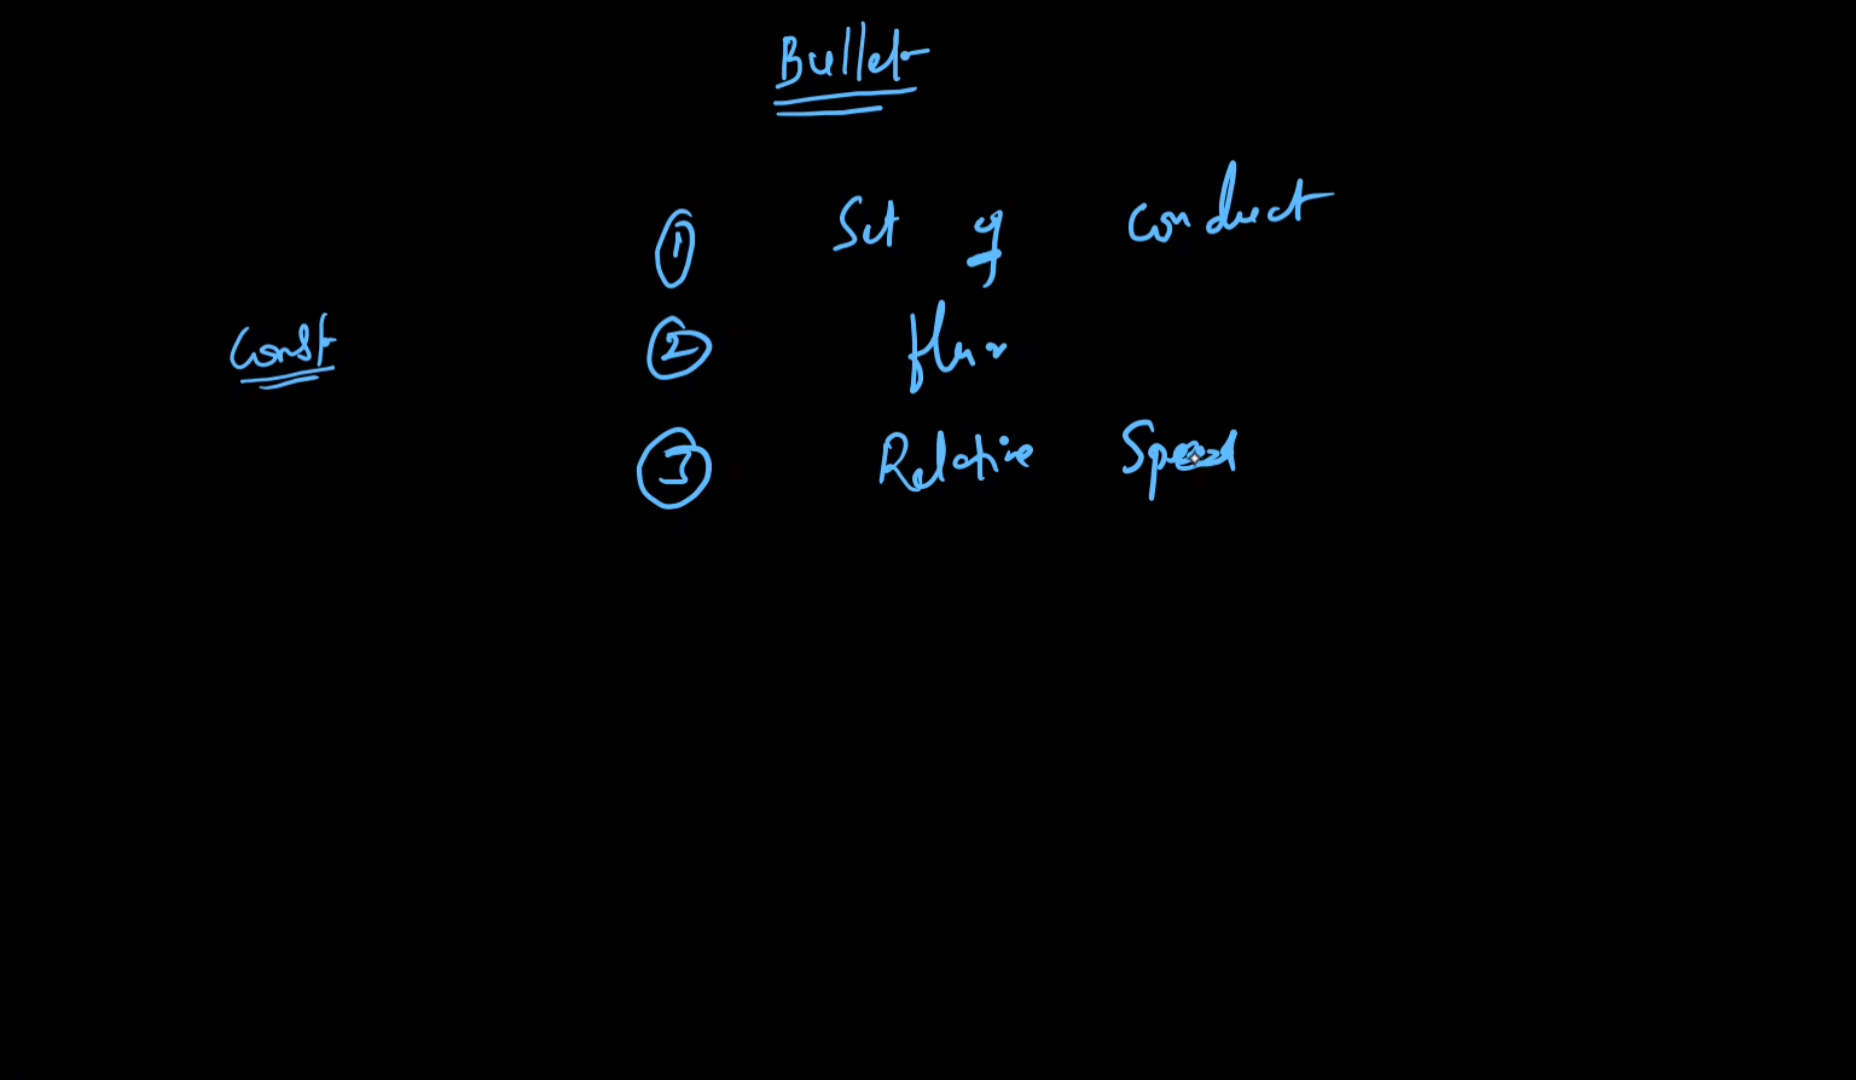 Bullet
① Set of Conduct
Const
② flux
③ Relative Speed